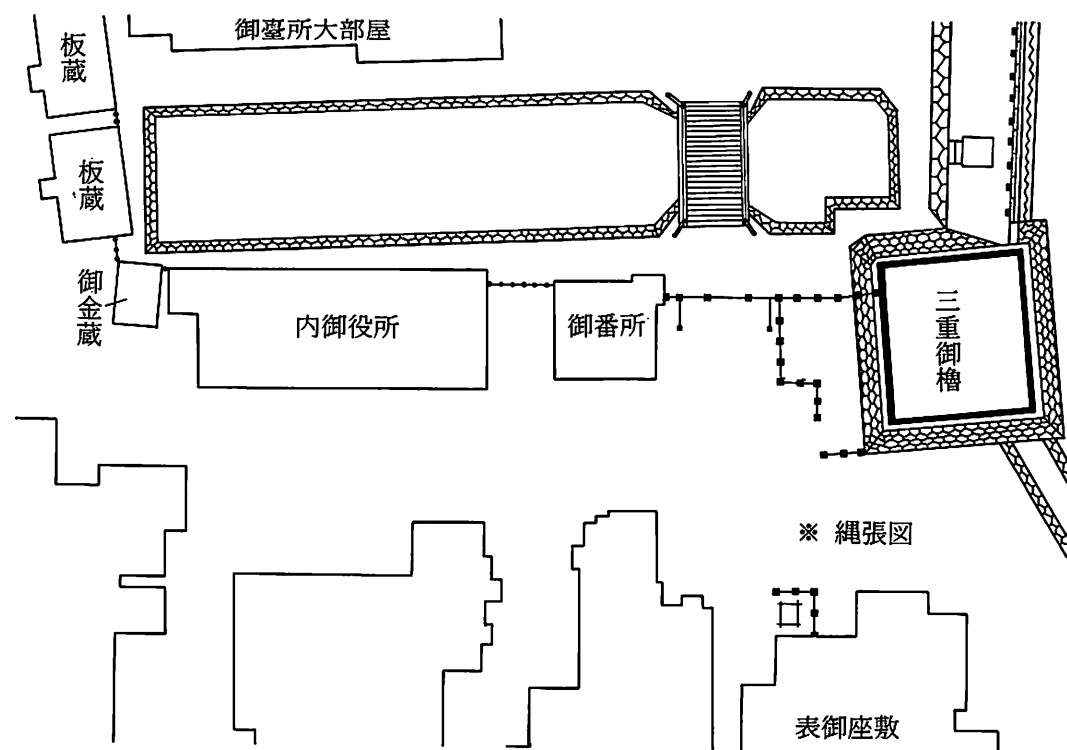 御臺所大部屋
板蔵
板蔵
御金蔵
内御役所
御番所
三重御櫓
※ 縄張図
表御座敷